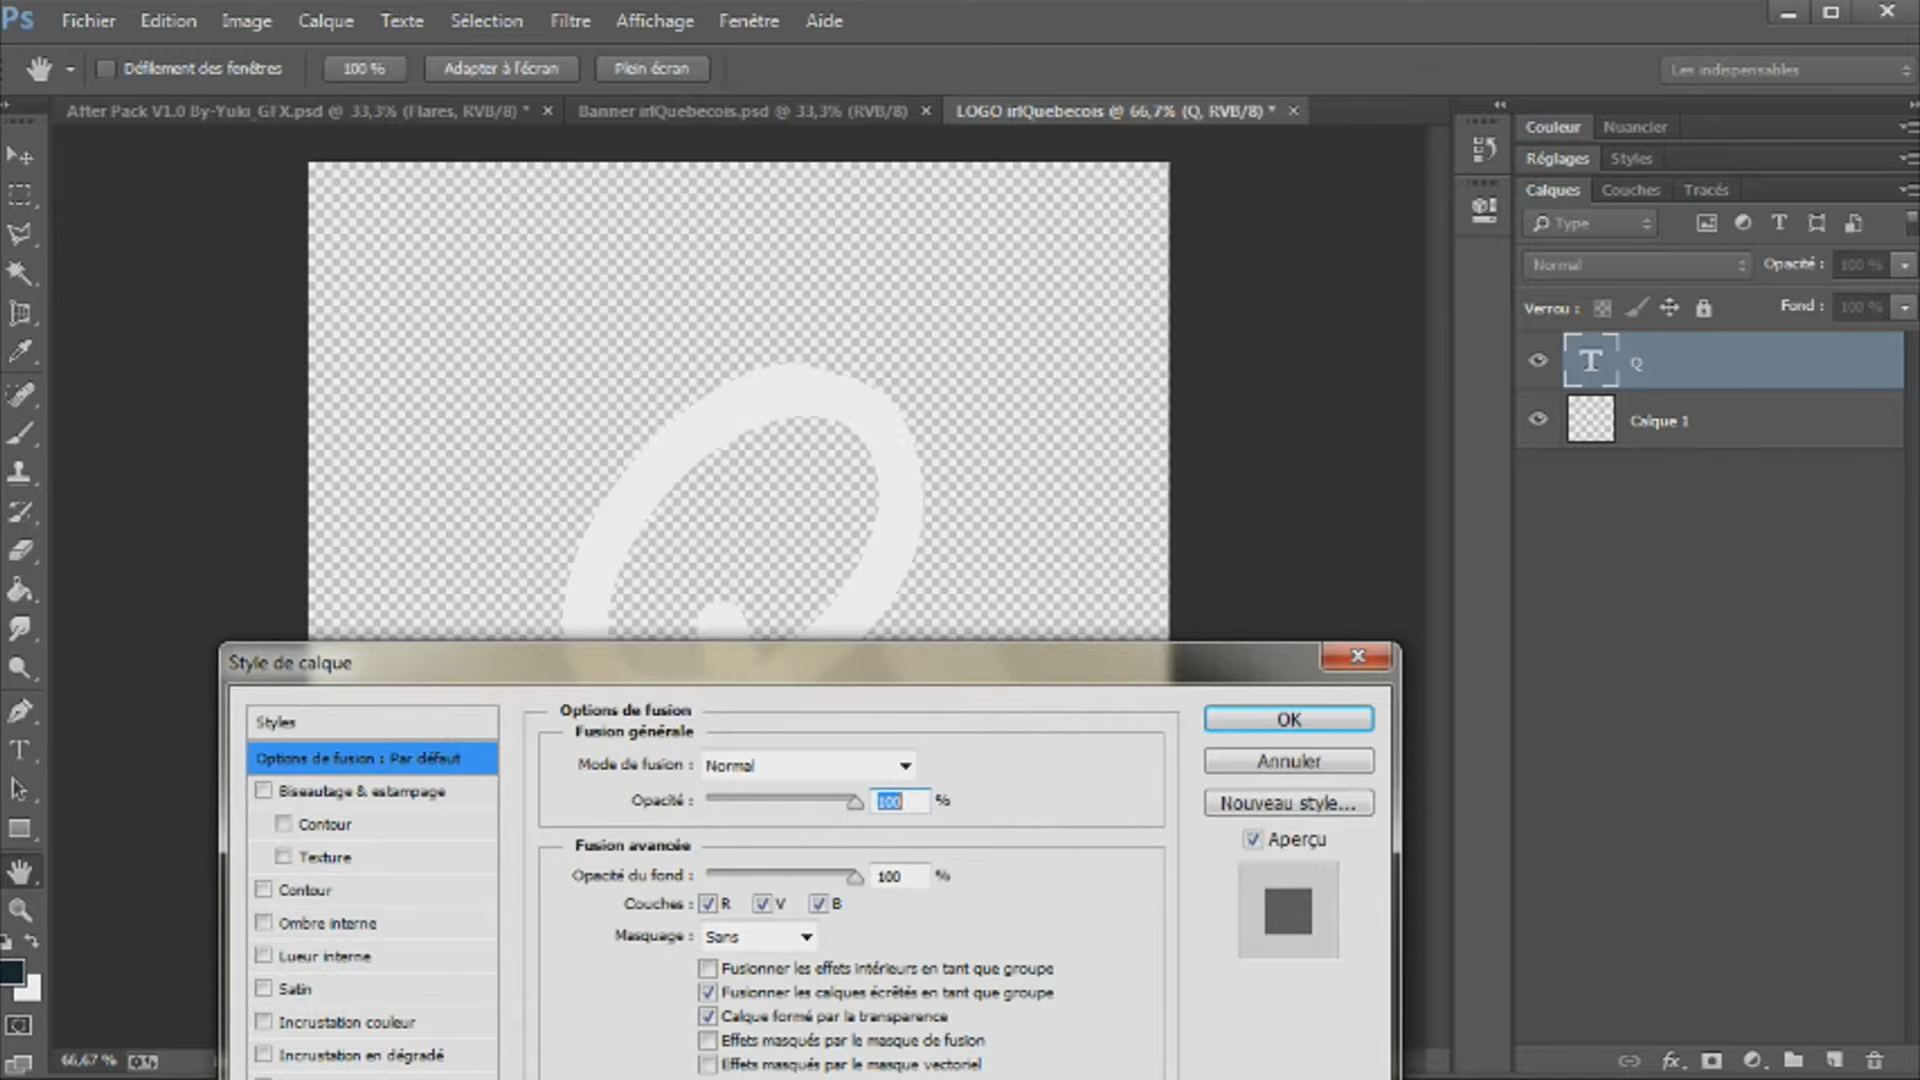 Ps Fichier Edition Image Calque Texte Sélection Filtre Affichage Fenêtre Aide
Défilement des fenêtres 100 % Adapter à l'écran Plein écran Les indispensables
After Pack V1.0 By-Yuki_GFX.psd @ 33,3% (Flares, RVB/8) * × Banner irlQuebecois.psd @ 33,3% (RVB/8) × LOGO irlQuebecois @ 66,7% (Q, RVB/8) * ×
Couleur Nuancier
Réglages Styles
Calques Couches Tracés
Type
Normal Opacité : 100 %
Verrou : Fond : 100 %
T Q
Calque 1
Style de calque
Styles
Options de fusion : Par défaut
Biseautage & estampage
Contour
Texture
Contour
Ombre interne
Lueur interne
Satin
Incrustation couleur
Incrustation en dégradé
Options de fusion
Fusion générale
Mode de fusion : Normal
Opacité : 100 %
Fusion avancée
Opacité du fond : 100 %
Couches : R V B
Masquage : Sans
Fusionner les effets intérieurs en tant que groupe
Fusionner les calques écrêtés en tant que groupe
Calque formé par la transparence
Effets masqués par le masque de fusion
Effets masqués par le masque vectoriel
OK
Annuler
Nouveau style...
Aperçu
66,67 %
fx